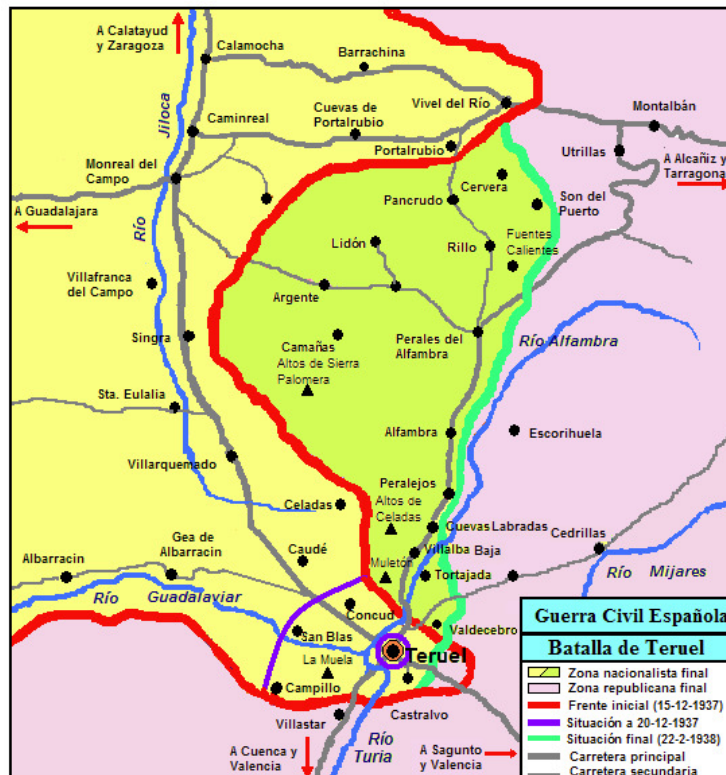 A Calatayud
y Zaragoza
Calamocha
Barrachina
Vivel del Río
Montalbán
Jiloca
Caminreal
Cuevas de
Portalrubio
Portalrubio
Utrillas
A Alcañiz y
Tarragona
Monreal del
Campo
Cervera
Pancrudo
Son del
Puerto
A Guadalajara
Río
Lidón
Rillo
Fuentes
Calientes
Villafranca
del Campo
Argente
Singra
Camañas
Altos de Sierra
Palomera
Perales del
Alfambra
Río Alfambra
Sta. Eulalia
Alfambra
Escorihuela
Villarquemado
Peralejos
Celadas
Altos de
Celadas
Cuevas Labradas
Cedrillas
Gea de
Albarracin
Albarracin
Caudé
Villalba Baja
Muletón
Tortajada
Río Mijares
Río Guadalaviar
Concud
San Blas
Valdecebro
Teruel
La Muela
Campillo
Castralvo
Villastar
Río
Turia
A Cuenca y
Valencia
A Sagunto
y Valencia
Guerra Civil Española
Batalla de Teruel
Zona nacionalista final
Zona republicana final
Frente inicial (15-12-1937)
Situación a 20-12-1937
Situación final (22-2-1938)
Carretera principal
Carretera secundaria